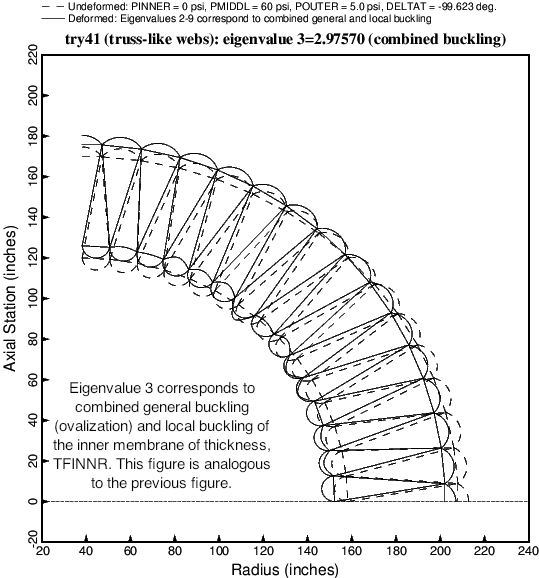 Undeformed: PINNER = 0 psi, PMIDDL = 60 psi, POUTER = 5.0 psi, DELTAT = -99.623 deg.
Deformed: Eigenvalues 2-9 correspond to combined general and local buckling
try41 (truss-like webs): eigenvalue 3=2.97570 (combined buckling)
220
200
180
160
140
120
100
80
60
40
20
0
-20
Axial Station (inches)
Eigenvalue 3 corresponds to
combined general buckling
(ovalization) and local buckling of
the inner membrane of thickness,
TFINNR. This figure is analogous
to the previous figure.
20 40 60 80 100 120 140 160 180 200 220 240
Radius (inches)